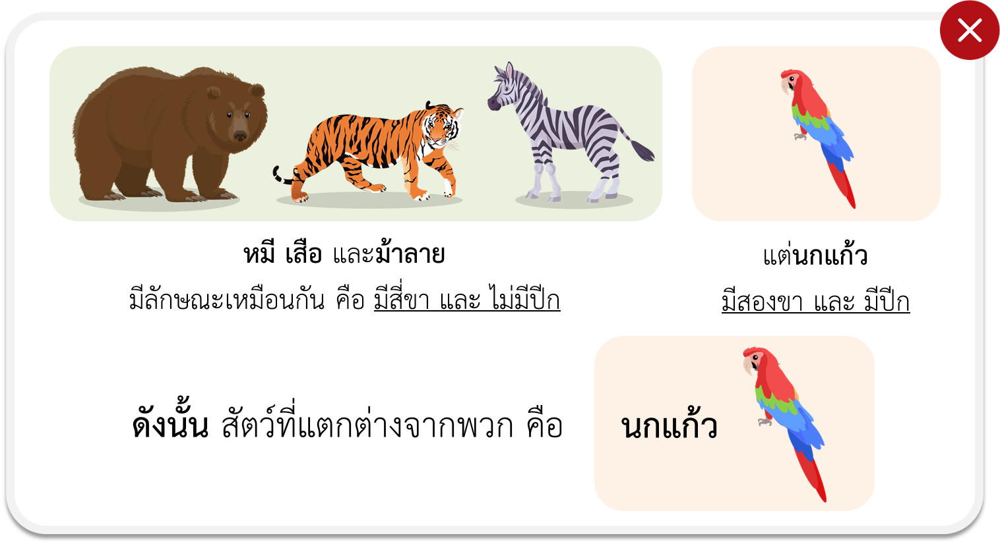 หมี เสือ และม้าลาย
มีลักษณะเหมือนกัน คือ มีสี่ขา และ ไม่มีปีก
แต่นกแก้ว
มีสองขา และ มีปีก
ดังนั้น สัตว์ที่แตกต่างจากพวก คือ นกแก้ว